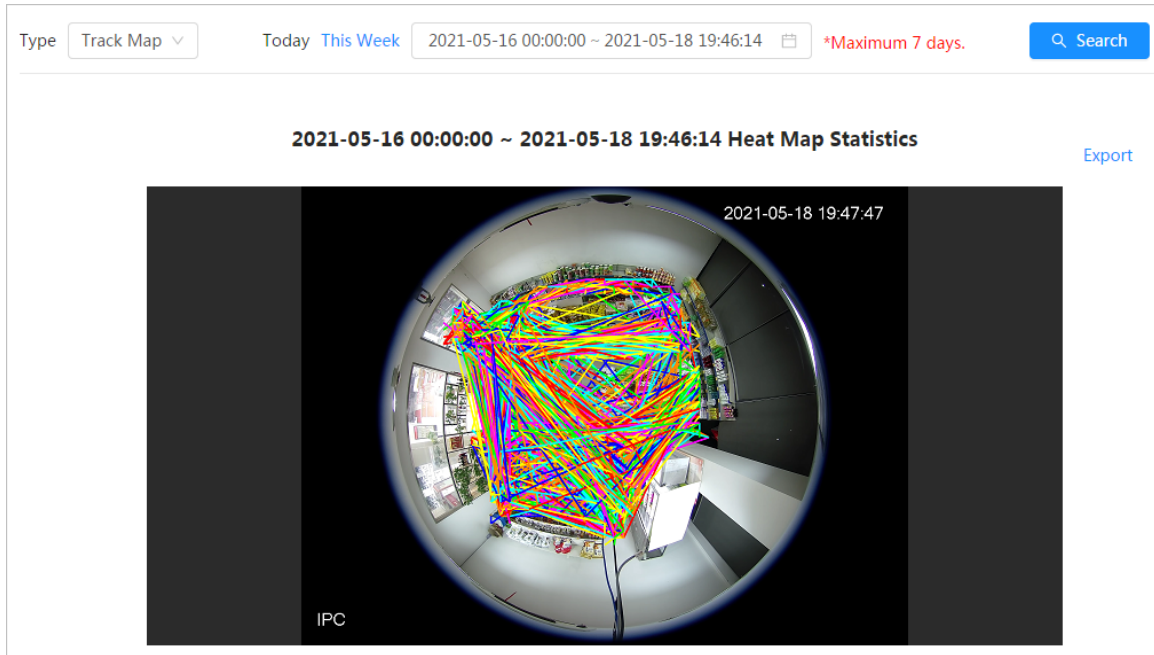 Type Track Map Today This Week 2021-05-16 00:00:00 ~ 2021-05-18 19:46:14 *Maximum 7 days. Search
2021-05-16 00:00:00 ~ 2021-05-18 19:46:14 Heat Map Statistics
Export
2021-05-18 19:47:47
IPC